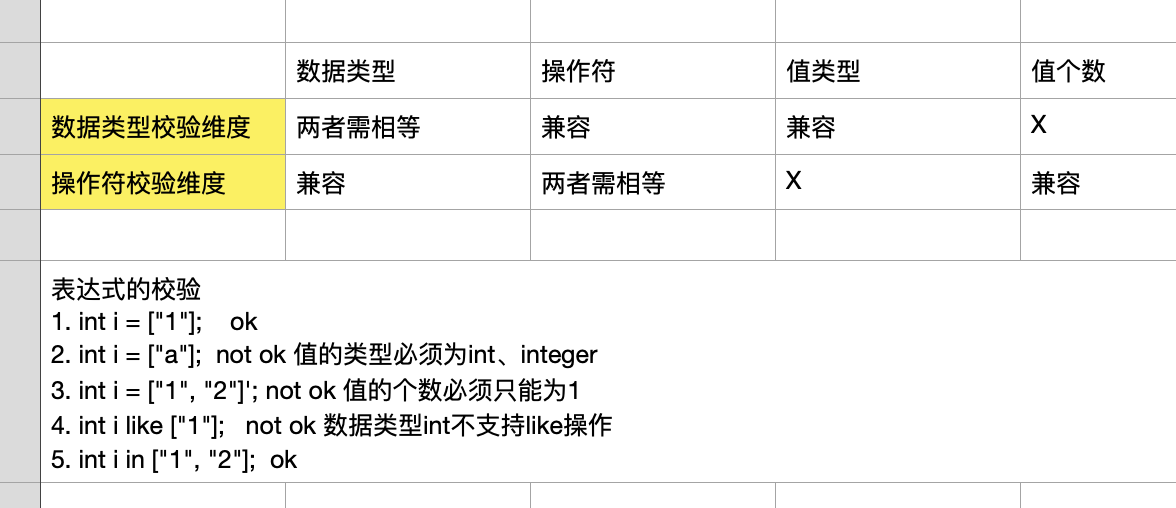 数据类型 操作符 值类型 值个数
数据类型校验维度 两者需相等 兼容 兼容 X
操作符校验维度 兼容 两者需相等 X 兼容
表达式的校验
1. int i = ["1"]; ok
2. int i = ["a"]; not ok 值的类型必须为int、integer
3. int i = ["1", "2"]'; not ok 值的个数必须只能为1
4. int i like ["1"]; not ok 数据类型int不支持like操作
5. int i in ["1", "2"]; ok